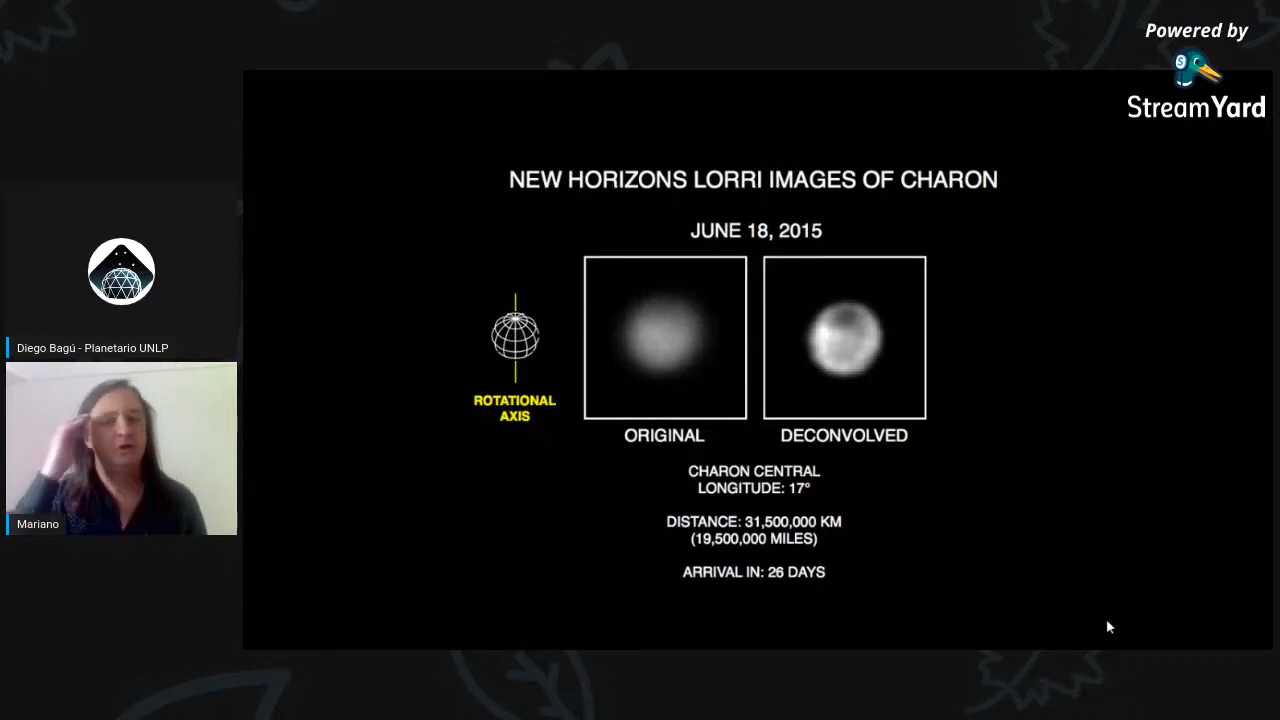 Powered by
StreamYard
NEW HORIZONS LORRI IMAGES OF CHARON
JUNE 18, 2015
ROTATIONAL
AXIS
ORIGINAL
DECONVOLVED
CHARON CENTRAL
LONGITUDE: 17°
DISTANCE: 31,500,000 KM
(19,500,000 MILES)
ARRIVAL IN: 26 DAYS
Diego Bagú - Planetario UNLP
Mariano